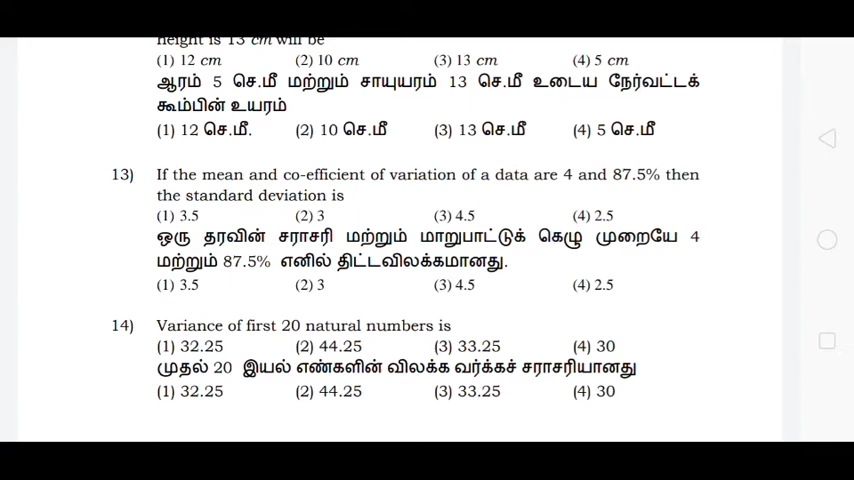 height is 13 cm will be
(1) 12 cm (2) 10 cm (3) 13 cm (4) 5 cm
ஆரம் 5 செ.மீ மற்றும் சாயுயரம் 13 செ.மீ உடைய நேர்வட்டக்
கூம்பின் உயரம்
(1) 12 செ.மீ. (2) 10 செ.மீ (3) 13 செ.மீ (4) 5 செ.மீ
13) If the mean and co-efficient of variation of a data are 4 and 87.5% then
the standard deviation is
(1) 3.5 (2) 3 (3) 4.5 (4) 2.5
ஒரு தரவின் சராசரி மற்றும் மாறுபாட்டுக் கெழு முறையே 4
மற்றும் 87.5% எனில் திட்டவிலக்கமானது.
(1) 3.5 (2) 3 (3) 4.5 (4) 2.5
14) Variance of first 20 natural numbers is
(1) 32.25 (2) 44.25 (3) 33.25 (4) 30
முதல் 20 இயல் எண்களின் விலக்க வர்க்கச் சராசரியானது
(1) 32.25 (2) 44.25 (3) 33.25 (4) 30